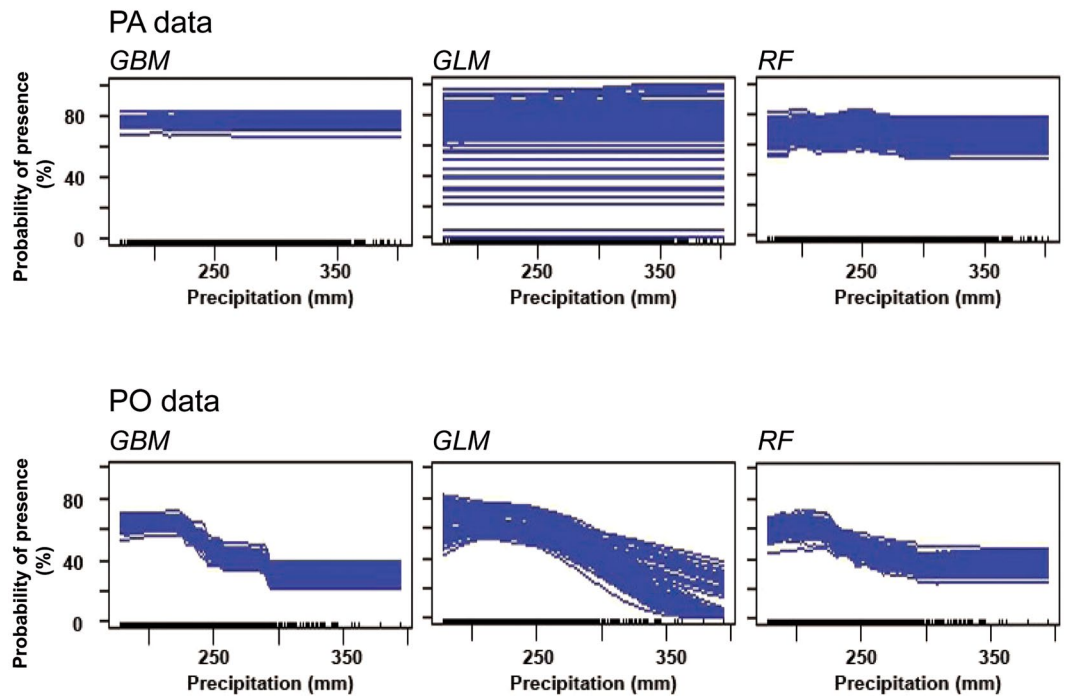 PA data
GBM
GLM
RF
Probability of presence
(%)
80
40
0
250
350
Precipitation (mm)
250
350
Precipitation (mm)
250
350
Precipitation (mm)
PO data
GBM
GLM
RF
Probability of presence
(%)
80
40
0
250
350
Precipitation (mm)
250
350
Precipitation (mm)
250
350
Precipitation (mm)